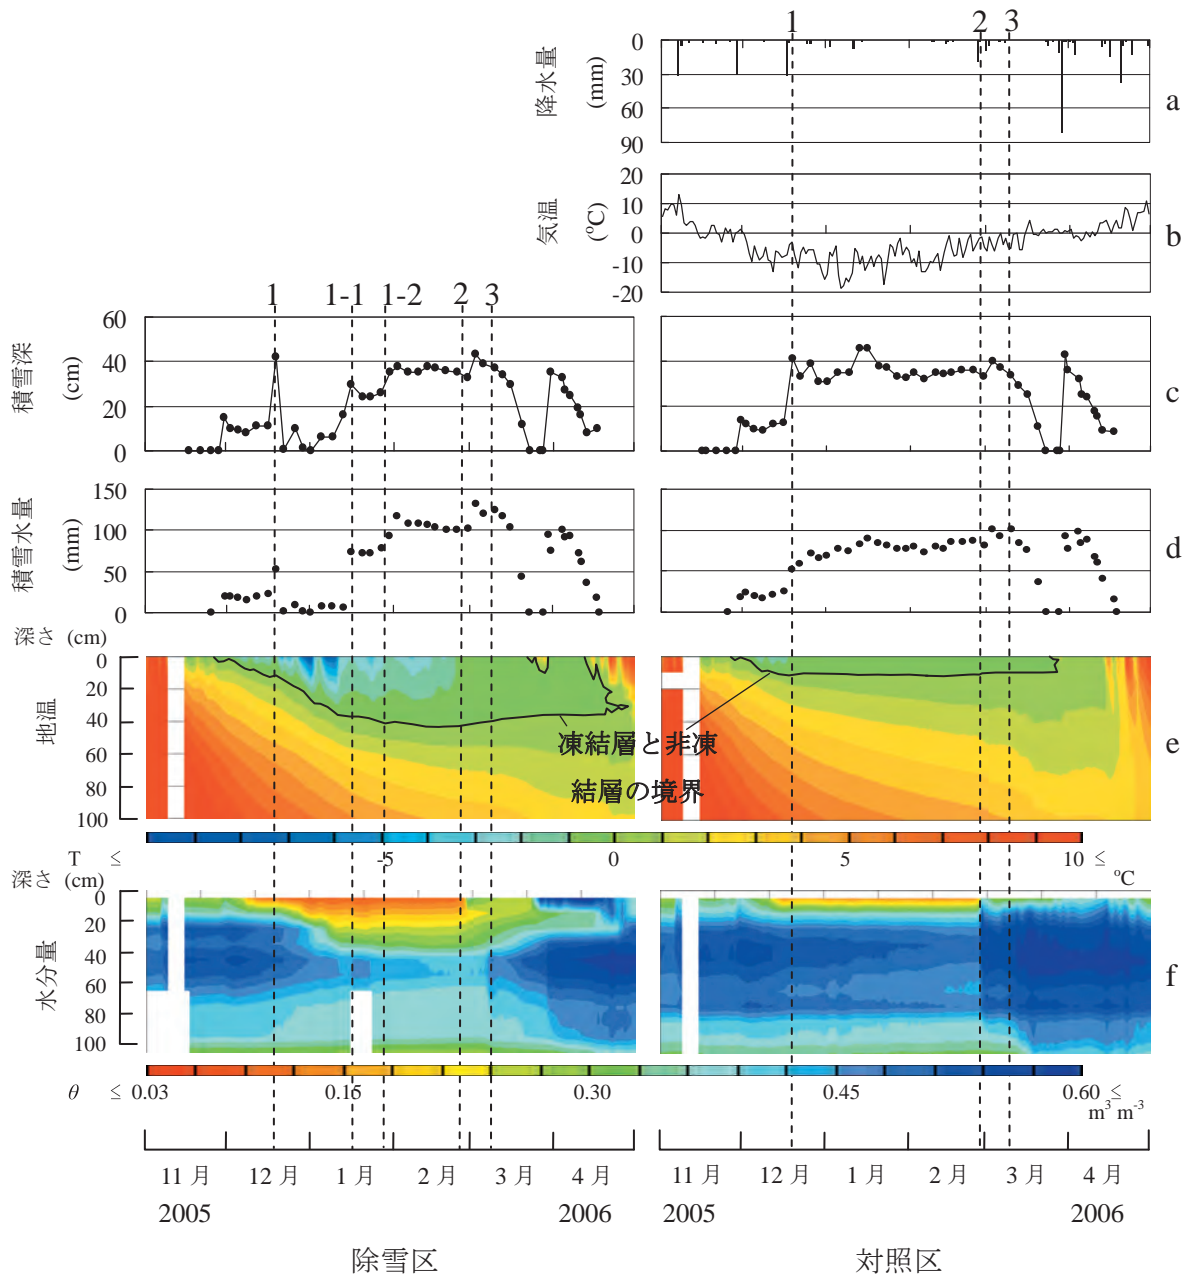 1 2 3
0
30
60
90
降水量
(mm)
a
20
10
0
-10
-20
気温
(°C)
b
1 1-1 1-2 2 3
60
40
20
0
積雪深
(cm)
c
150
100
50
0
積雪水量
(mm)
d
深さ (cm)
0
20
40
60
80
100
地温
凍結層と非凍
結層の境界
e
T ≤ -5 0 5 10 ≤
°C
深さ (cm)
0
20
40
60
80
100
水分量
f
θ ≤ 0.03 0.15 0.30 0.45 0.60 ≤
m³ m⁻³
11 月 12 月 1 月 2 月 3 月 4 月
11 月 12 月 1 月 2 月 3 月 4 月
2005 2006
2005 2006
除雪区
対照区